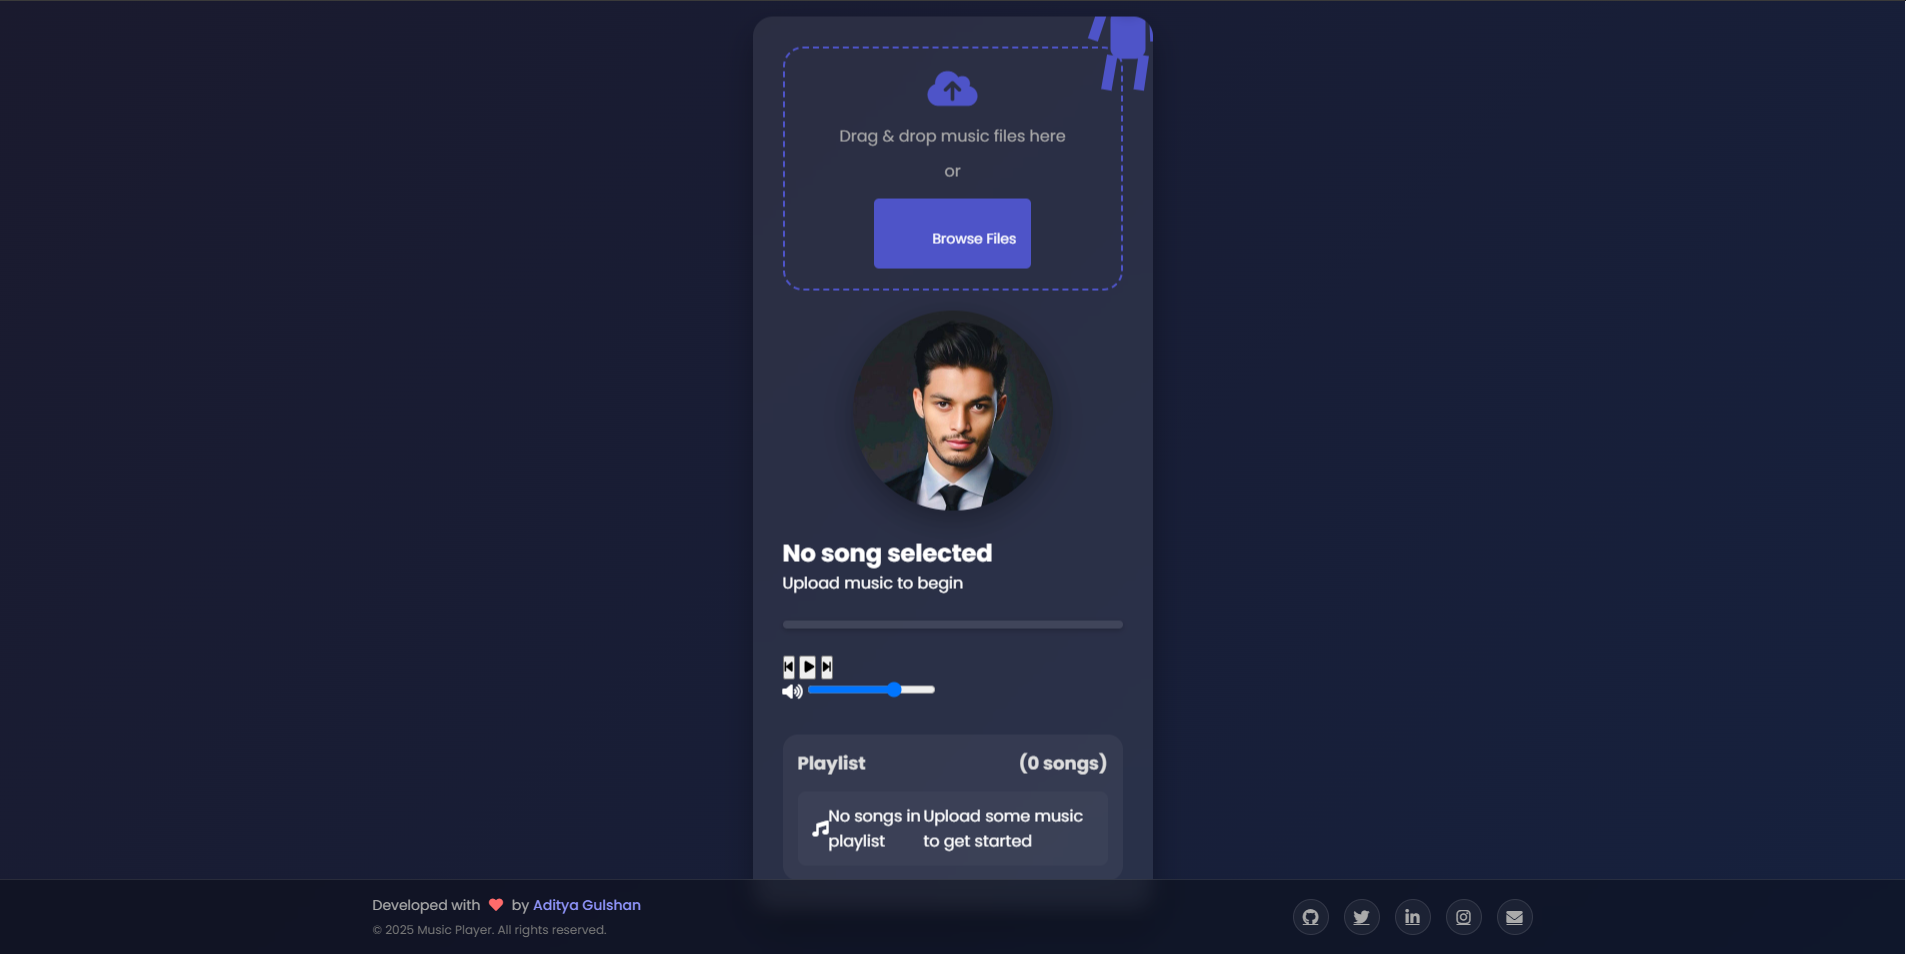 Drag & drop music files here
or
Browse Files
No song selected
Upload music to begin
Playlist (0 songs)
No songs in playlist
Upload some music to get started
Developed with ❤ by Aditya Gulshan
© 2025 Music Player. All rights reserved.